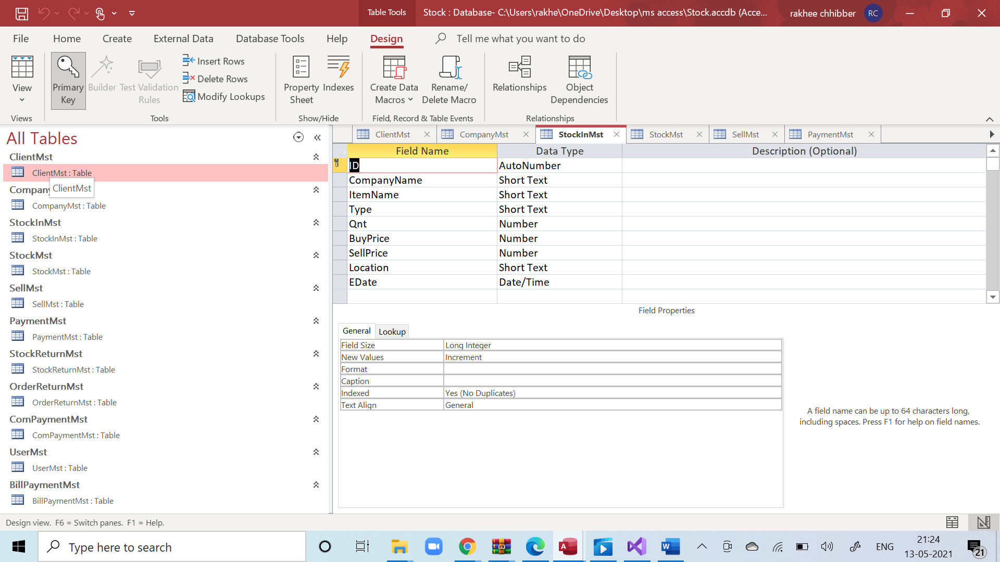 Table Tools
Stock : Database- C:\Users\rakhe\OneDrive\Desktop\ms access\Stock.accdb (Acce...
rakhee chhibber
RC
File
Home
Create
External Data
Database Tools
Help
Design
Tell me what you want to do
View
Primary Key
Builder
Test Validation Rules
Insert Rows
Delete Rows
Modify Lookups
Property Sheet
Indexes
Create Data Macros
Rename/ Delete Macro
Relationships
Object Dependencies
Views
Tools
Show/Hide
Field, Record & Table Events
Relationships
All Tables
ClientMst
ClientMst : Table
ClientMst
Company
CompanyMst : Table
StockInMst
StockInMst : Table
StockMst
StockMst : Table
SellMst
SellMst : Table
PaymentMst
PaymentMst : Table
StockReturnMst
StockReturnMst : Table
OrderReturnMst
OrderReturnMst : Table
ComPaymentMst
ComPaymentMst : Table
UserMst
UserMst : Table
BillPaymentMst
BillPaymentMst : Table
ClientMst
CompanyMst
StockInMst
StockMst
SellMst
PaymentMst
Field Name Data Type Description (Optional)
ID AutoNumber
CompanyName Short Text
ItemName Short Text
Type Short Text
Qnt Number
BuyPrice Number
SellPrice Number
Location Short Text
EDate Date/Time
Field Properties
General Lookup
Field Size Long Integer
New Values Increment
Format
Caption
Indexed Yes (No Duplicates)
Text Align General
A field name can be up to 64 characters long,
including spaces. Press F1 for help on field names.
Design view. F6 = Switch panes. F1 = Help.
Type here to search
A
W
ENG
21:24
13-05-2021
21